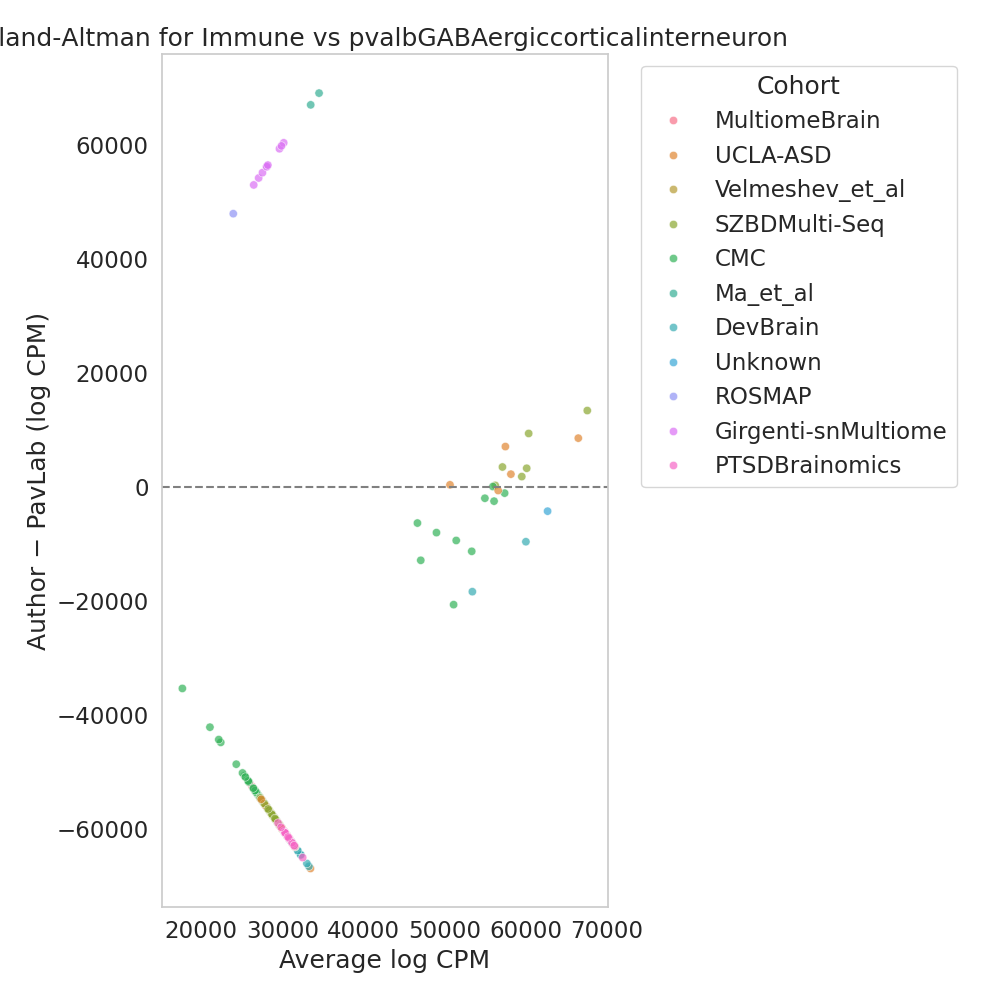 land-Altman for Immune vs pvalbGABAergiccorticalinterneuron
Cohort
MultiomeBrain
UCLA-ASD
Velmeshev_et_al
SZBDMulti-Seq
CMC
Ma_et_al
DevBrain
Unknown
ROSMAP
Girgenti-snMultiome
PTSDBrainomics
Author − PavLab (log CPM)
60000
40000
20000
0
−20000
−40000
−60000
20000 30000 40000 50000 60000 70000
Average log CPM